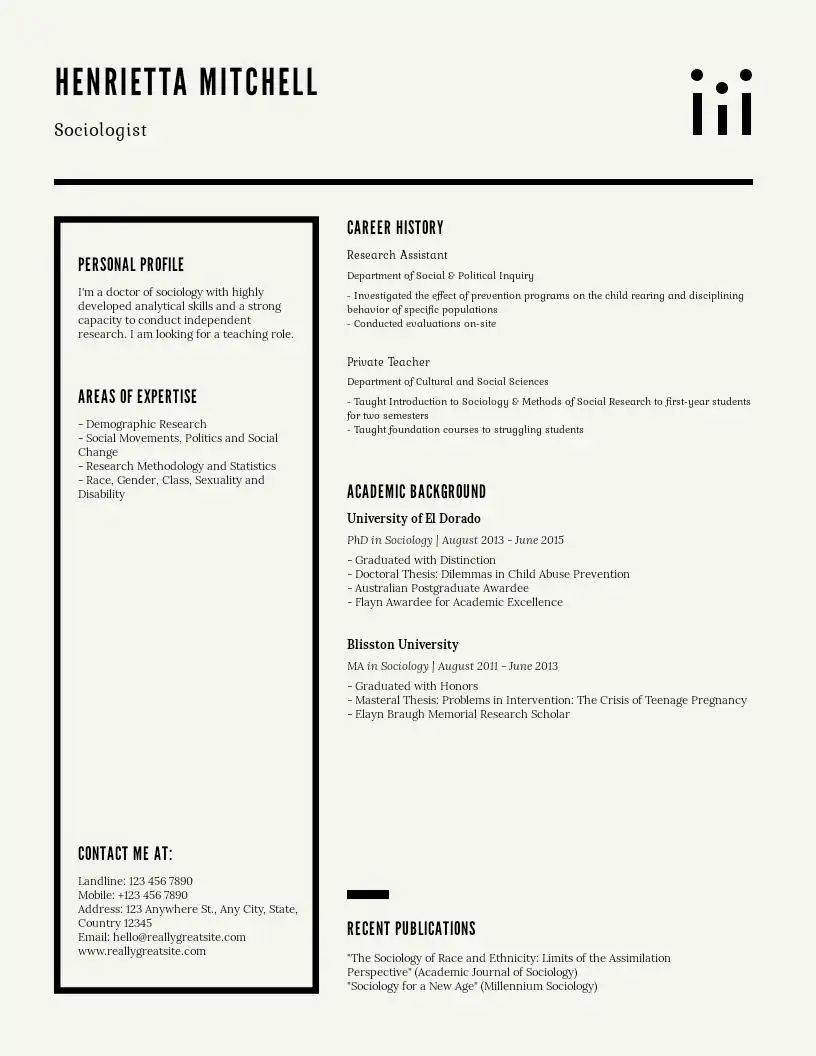 HENRIETTA MITCHELL
Sociologist
PERSONAL PROFILE
I'm a doctor of sociology with highly
developed analytical skills and a strong
capacity to conduct independent
research. I am looking for a teaching role.
AREAS OF EXPERTISE
- Demographic Research
- Social Movements, Politics and Social
Change
- Research Methodology and Statistics
- Race, Gender, Class, Sexuality and
Disability
CONTACT ME AT:
Landline: 123 456 7890
Mobile: +123 456 7890
Address: 123 Anywhere St., Any City, State,
Country 12345
Email: hello@reallygreatsite.com
www.reallygreatsite.com
CAREER HISTORY
Research Assistant
Department of Social & Political Inquiry
- Investigated the effect of prevention programs on the child rearing and disciplining
behavior of specific populations
- Conducted evaluations on-site
Private Teacher
Department of Cultural and Social Sciences
- Taught Introduction to Sociology & Methods of Social Research to first-year students
for two semesters
- Taught foundation courses to struggling students
ACADEMIC BACKGROUND
University of El Dorado
PhD in Sociology | August 2013 - June 2015
- Graduated with Distinction
- Doctoral Thesis: Dilemmas in Child Abuse Prevention
- Australian Postgraduate Awardee
- Flayn Awardee for Academic Excellence
Blisston University
MA in Sociology | August 2011 - June 2013
- Graduated with Honors
- Masteral Thesis: Problems in Intervention: The Crisis of Teenage Pregnancy
- Elayn Braugh Memorial Research Scholar
RECENT PUBLICATIONS
"The Sociology of Race and Ethnicity: Limits of the Assimilation
Perspective" (Academic Journal of Sociology)
"Sociology for a New Age" (Millennium Sociology)